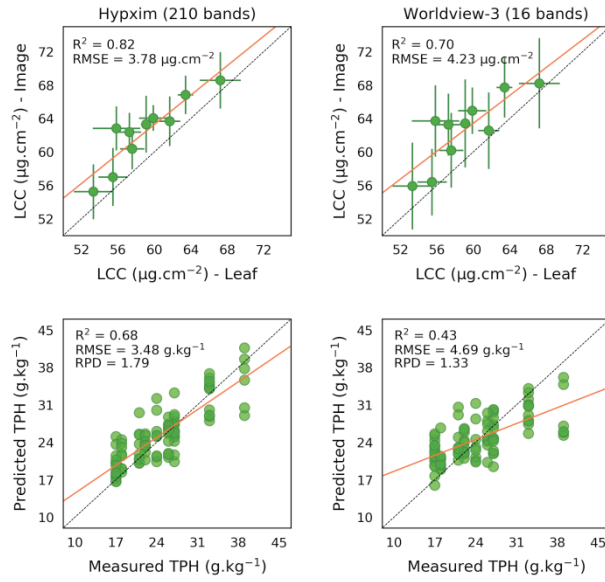 Hypxim (210 bands)
R² = 0.82
RMSE = 3.78 µg.cm⁻²
LCC (µg.cm⁻²) - Image
72
68
64
60
56
52
52
56
60
64
68
72
LCC (µg.cm⁻²) - Leaf
Worldview-3 (16 bands)
R² = 0.70
RMSE = 4.23 µg.cm⁻²
LCC (µg.cm⁻²) - Image
72
68
64
60
56
52
52
56
60
64
68
72
LCC (µg.cm⁻²) - Leaf
R² = 0.68
RMSE = 3.48 g.kg⁻¹
RPD = 1.79
Predicted TPH (g.kg⁻¹)
45
38
31
24
17
10
10
17
24
31
38
45
Measured TPH (g.kg⁻¹)
R² = 0.43
RMSE = 4.69 g.kg⁻¹
RPD = 1.33
Predicted TPH (g.kg⁻¹)
45
38
31
24
17
10
10
17
24
31
38
45
Measured TPH (g.kg⁻¹)